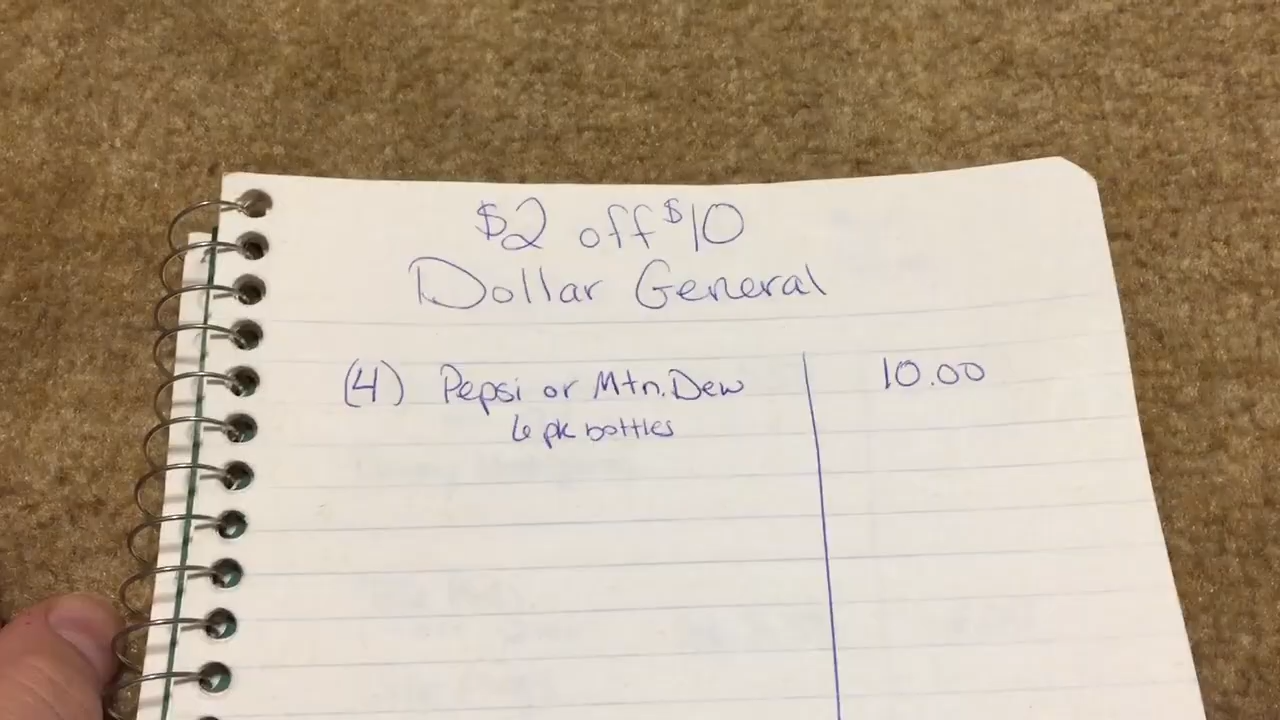 $2 off $10
Dollar General
(4) Pepsi or Mtn. Dew 10.00
6 pk bottles